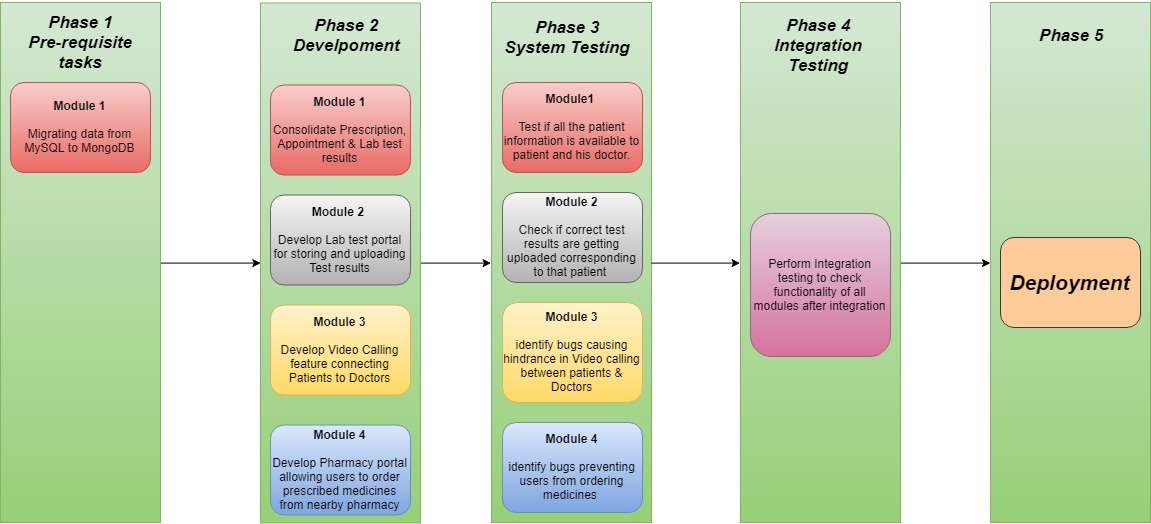 Phase 1
Pre-requisite
tasks
Module 1
Migrating data from
MySQL to MongoDB
Phase 2
Develpoment
Module 1
Consolidate Prescription,
Appointment & Lab test
results
Module 2
Develop Lab test portal
for storing and uploading
Test results
Module 3
Develop Video Calling
feature connecting
Patients to Doctors
Module 4
Develop Pharmacy portal
allowing users to order
prescribed medicines
from nearby pharmacy
Phase 3
System Testing
Module1
Test if all the patient
information is available to
patient and his doctor.
Module 2
Check if correct test
results are getting
uploaded corresponding
to that patient
Module 3
identify bugs causing
hindrance in Video calling
between patients &
Doctors
Module 4
identify bugs preventing
users from ordering
medicines
Phase 4
Integration
Testing
Perform Integration
testing to check
functionality of all
modules after integration
Phase 5
Deployment